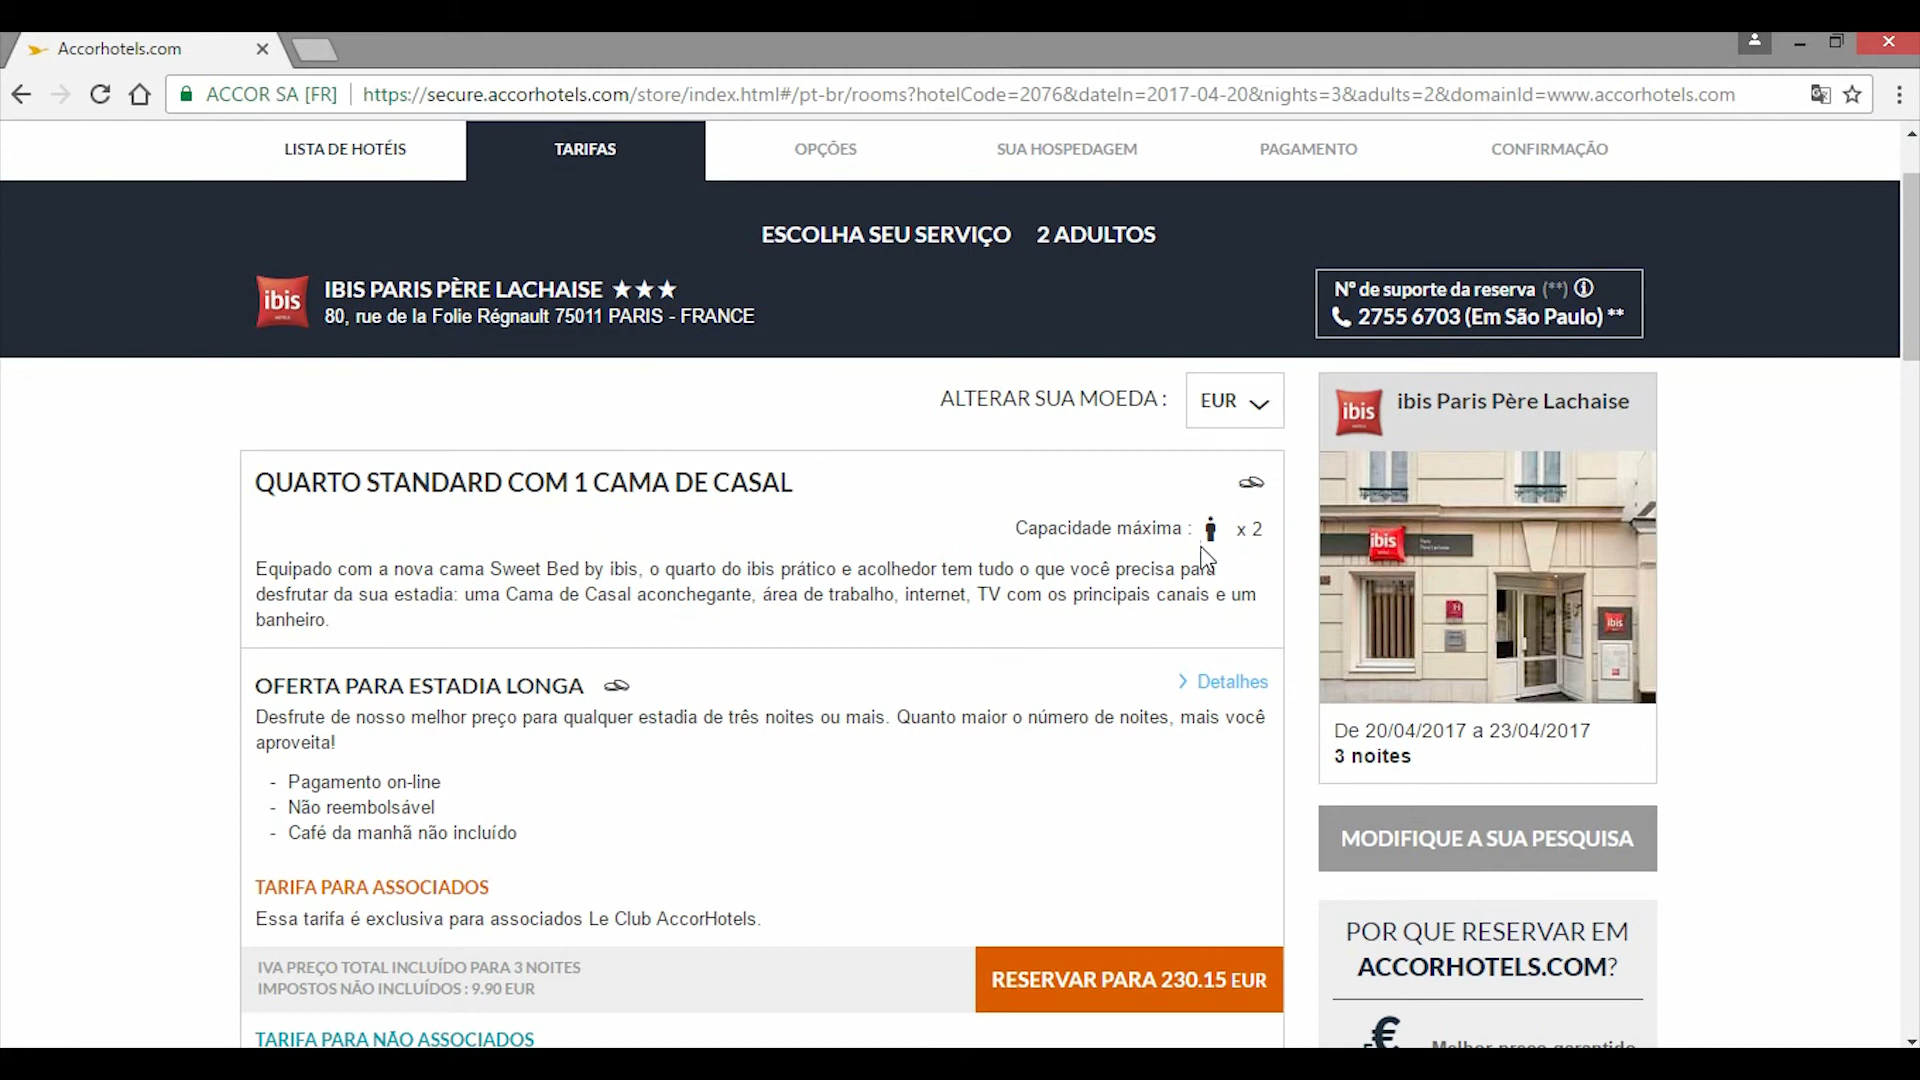 Accorhotels.com
ACCOR SA [FR] https://secure.accorhotels.com/store/index.html#/pt-br/rooms?hotelCode=2076&dateIn=2017-04-20&nights=3&adults=2&domainId=www.accorhotels.com
LISTA DE HOTÉIS TARIFAS OPÇÕES SUA HOSPEDAGEM PAGAMENTO CONFIRMAÇÃO
ESCOLHA SEU SERVIÇO 2 ADULTOS
ibis
HOTELS
IBIS PARIS PÈRE LACHAISE ★★★
80, rue de la Folie Régnault 75011 PARIS - FRANCE
Nº de suporte da reserva (**)
2755 6703 (Em São Paulo) **
ALTERAR SUA MOEDA : EUR
QUARTO STANDARD COM 1 CAMA DE CASAL
Capacidade máxima : x 2
Equipado com a nova cama Sweet Bed by ibis, o quarto do ibis prático e acolhedor tem tudo o que você precisa para
desfrutar da sua estadia: uma Cama de Casal aconchegante, área de trabalho, internet, TV com os principais canais e um
banheiro.
OFERTA PARA ESTADIA LONGA
Detalhes
Desfrute de nosso melhor preço para qualquer estadia de três noites ou mais. Quanto maior o número de noites, mais você
aproveita!
- Pagamento on-line
- Não reembolsável
- Café da manhã não incluído
TARIFA PARA ASSOCIADOS
Essa tarifa é exclusiva para associados Le Club AccorHotels.
IVA PREÇO TOTAL INCLUÍDO PARA 3 NOITES
IMPOSTOS NÃO INCLUÍDOS : 9.90 EUR
RESERVAR PARA 230.15 EUR
TARIFA PARA NÃO ASSOCIADOS
ibis
ibis Paris Père Lachaise
ibis
ibis
De 20/04/2017 a 23/04/2017
3 noites
MODIFIQUE A SUA PESQUISA
POR QUE RESERVAR EM
ACCORHOTELS.COM?
€
Melhor preço garantido